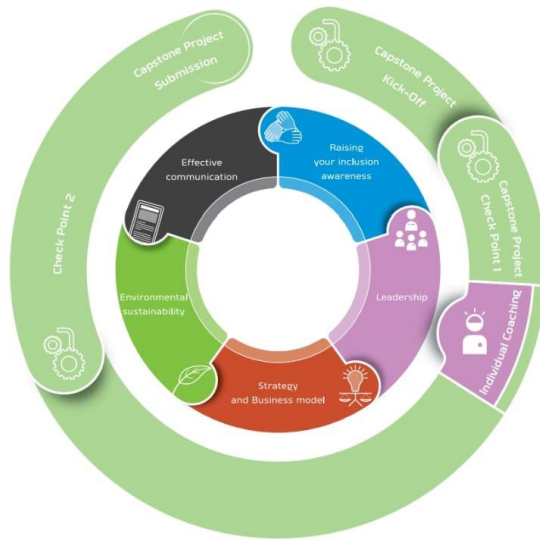 Capstone Project
Kick-Off
Capstone Project
Check Point 1
Individual Coaching
Check Point 2
Capstone Project
Submission
Raising
your inclusion
awareness
Leadership
Strategy
and Business model
Environmental
sustainability
Effective
communication